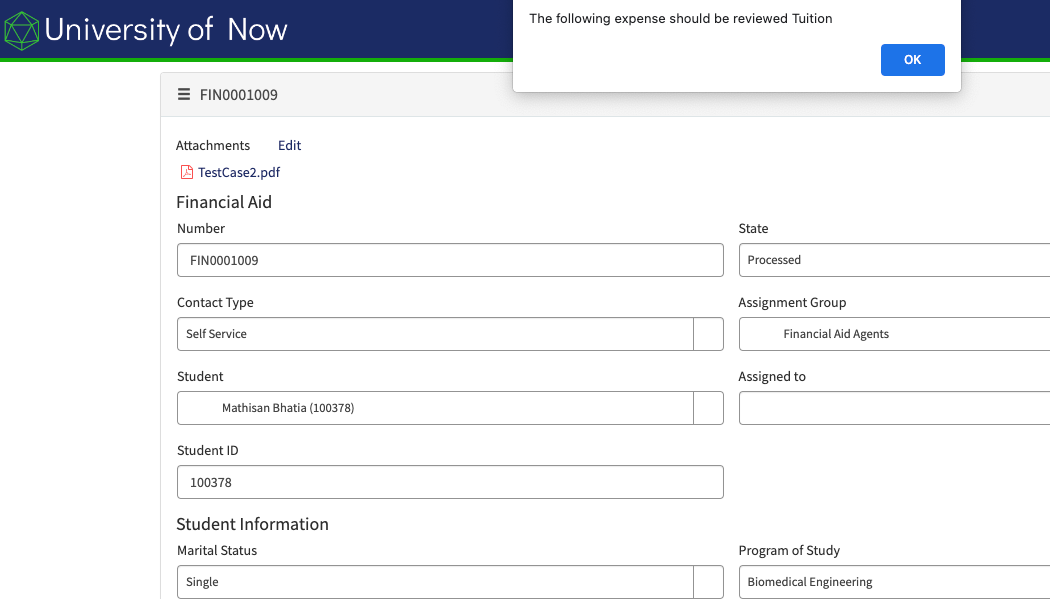 University of Now
The following expense should be reviewed Tuition
OK
FIN0001009
Attachments Edit
TestCase2.pdf
Financial Aid
Number State
FIN0001009 Processed
Contact Type Assignment Group
Self Service Financial Aid Agents
Student Assigned to
Mathisan Bhatia (100378)
Student ID
100378
Student Information
Marital Status Program of Study
Single Biomedical Engineering